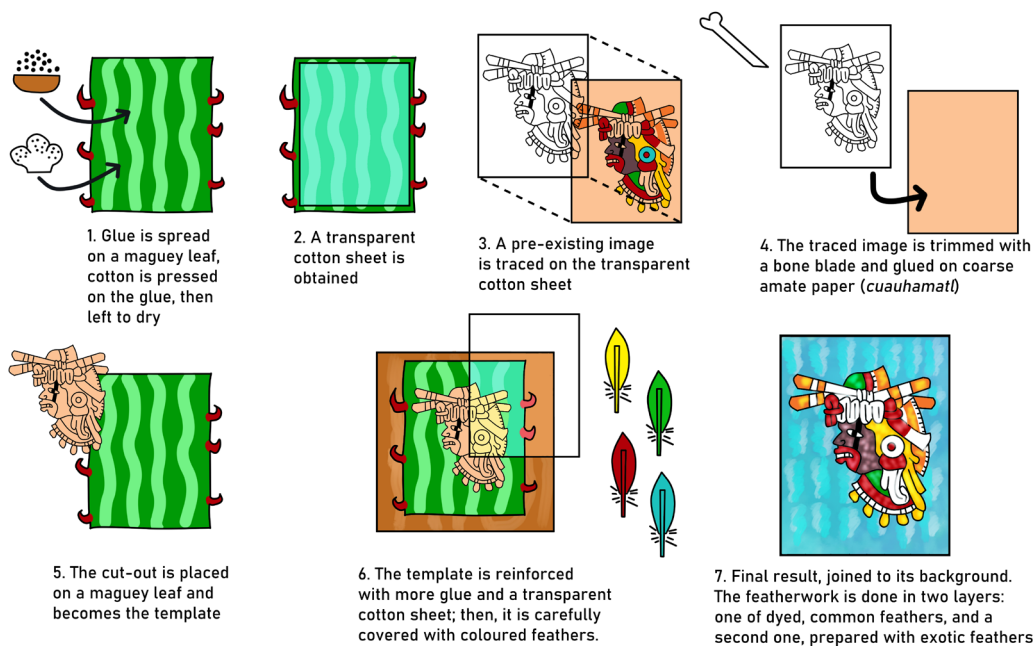 1. Glue is spread
on a maguey leaf,
cotton is pressed
on the glue, then
left to dry
2. A transparent
cotton sheet is
obtained
3. A pre-existing image
is traced on the transparent
cotton sheet
4. The traced image is trimmed with
a bone blade and glued on coarse
amate paper (cuauhamatl)
5. The cut-out is placed
on a maguey leaf and
becomes the template
6. The template is reinforced
with more glue and a transparent
cotton sheet; then, it is carefully
covered with coloured feathers.
7. Final result, joined to its background.
The featherwork is done in two layers:
one of dyed, common feathers, and a
second one, prepared with exotic feathers